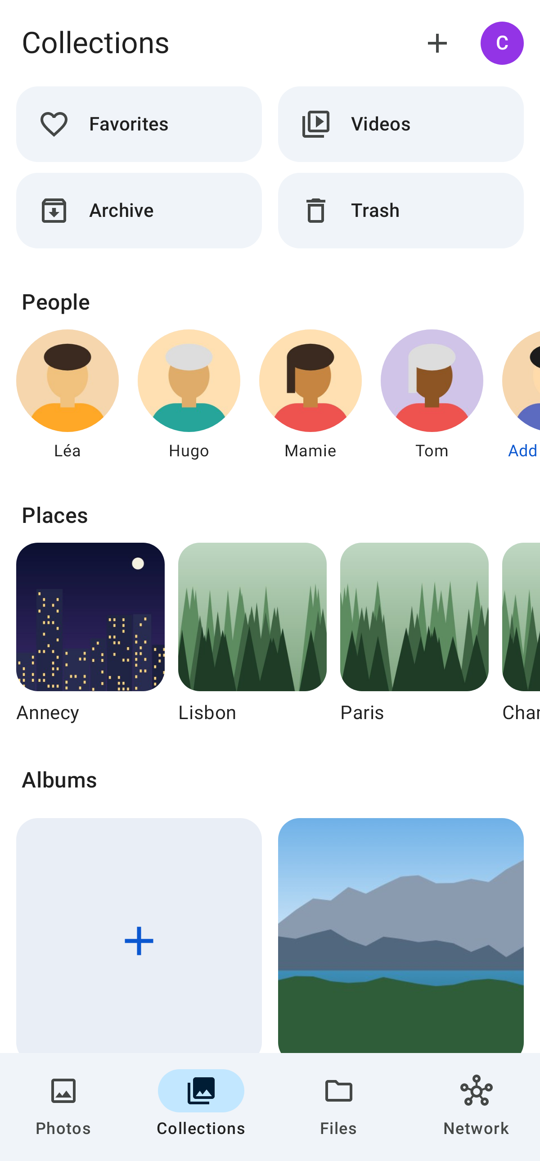 Collections
C
Favorites
Videos
Archive
Trash
People
Léa
Hugo
Mamie
Tom
Add
Places
Annecy
Lisbon
Paris
Albums
Photos
Collections
Files
Network